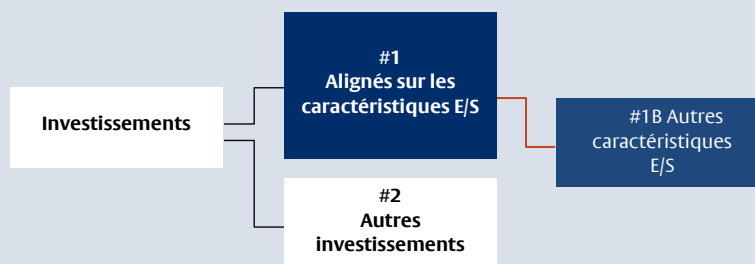 Investissements
#1
Alignés sur les
caractéristiques E/S
#2
Autres
investissements
#1B Autres
caractéristiques
E/S